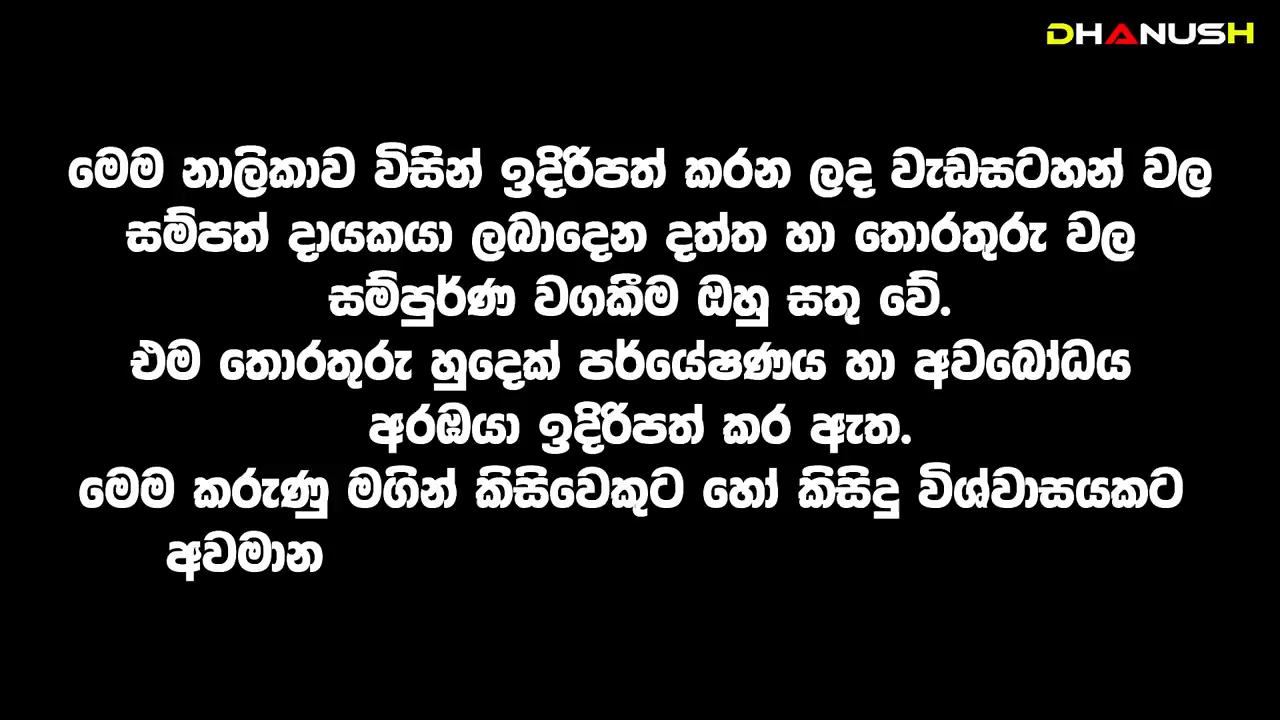 DHANUSH
මෙම නාලිකාව විසින් ඉදිරිපත් කරන ලද වැඩසටහන් වල
සම්පත් දායකයා ලබාදෙන දත්ත හා තොරතුරු වල
සම්පුර්ණ වගකීම ඔහු සතු වේ.
එම තොරතුරු හුදෙක් පර්යේෂණය හා අවබෝධය
අරඹයා ඉදිරිපත් කර ඇත.
මෙම කරුණු මගින් කිසිවෙකුට හෝ කිසිදු විශ්වාසයකට
අවමාන